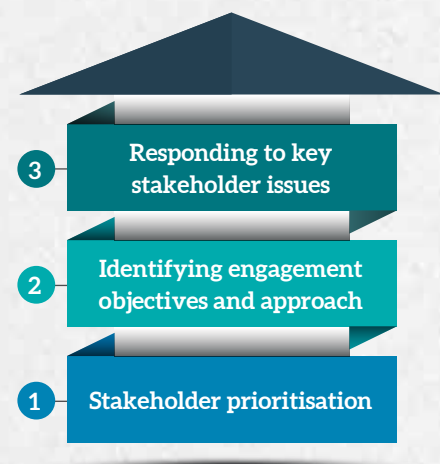 3
Responding to key
stakeholder issues
2
Identifying engagement
objectives and approach
1
Stakeholder prioritisation